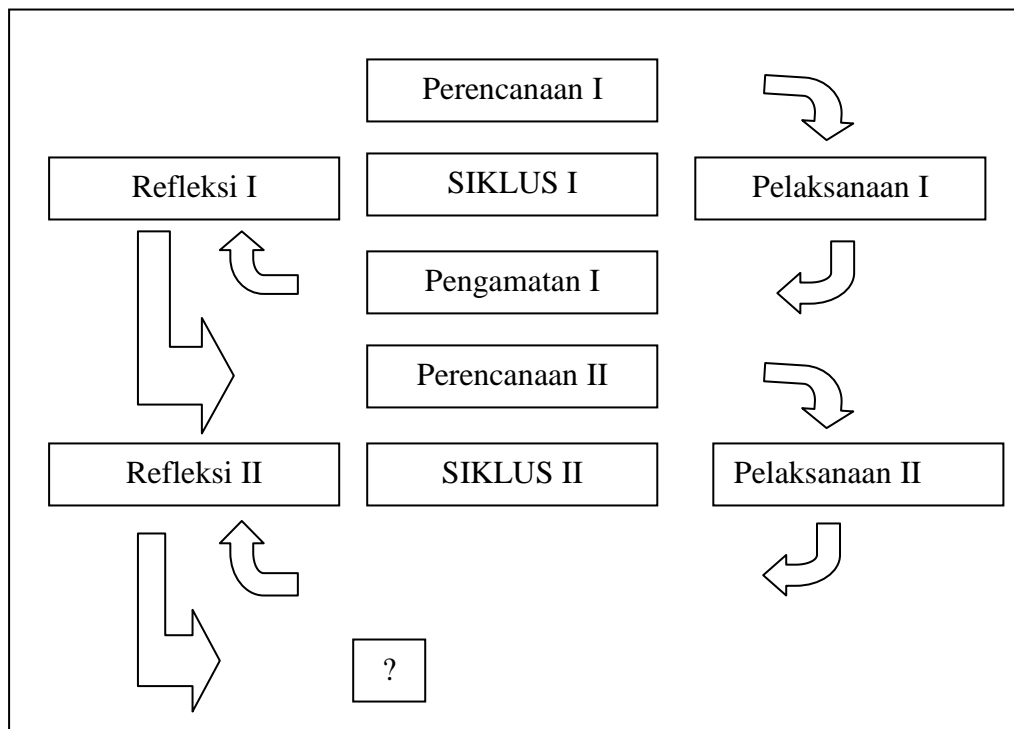 Perencanaan I
Refleksi I
SIKLUS I
Pelaksanaan I
Pengamatan I
Perencanaan II
Refleksi II
SIKLUS II
Pelaksanaan II
?